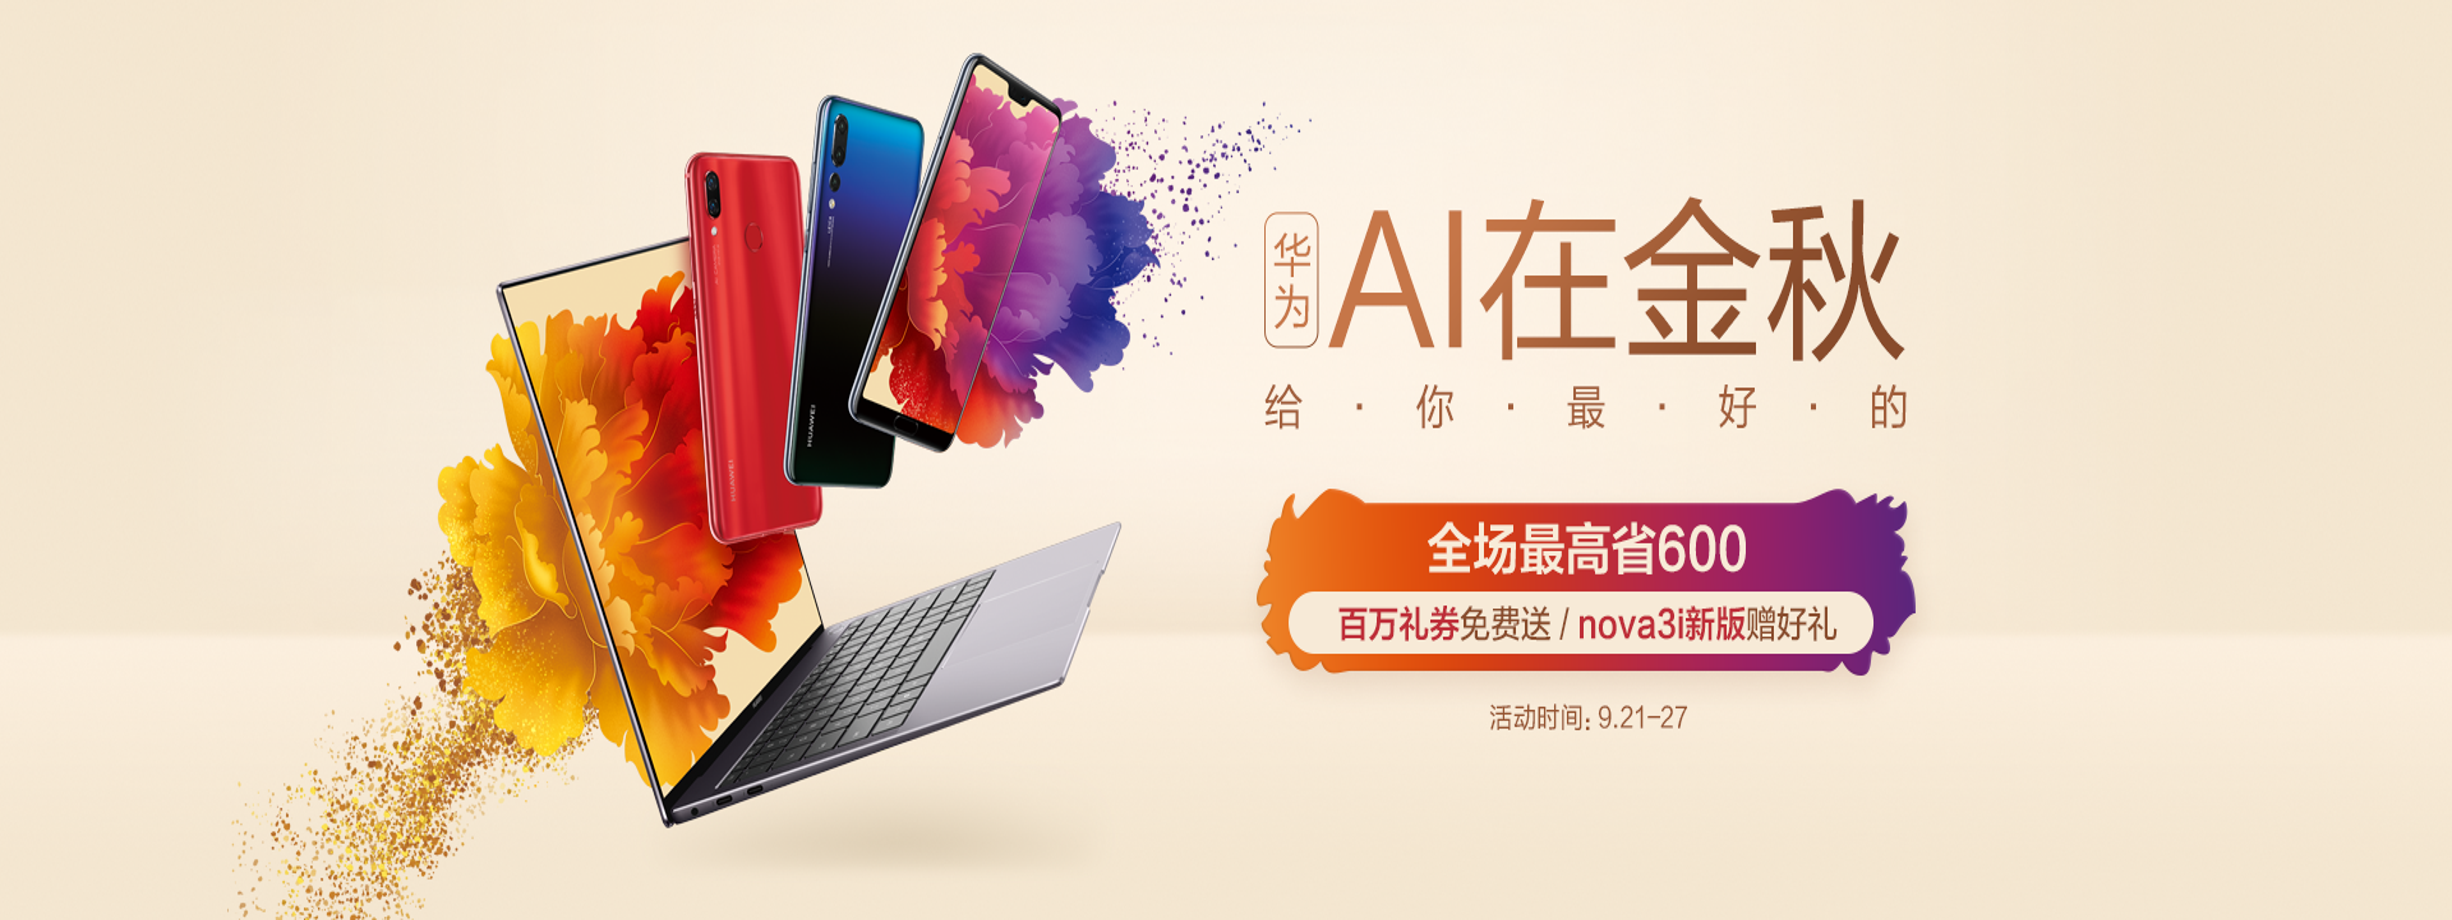 华为
AI在金秋
给·你·最·好·的
全场最高省600
百万礼券免费送 / nova3i新版赠好礼
活动时间: 9.21-27
HUAWEI
HUAWEI